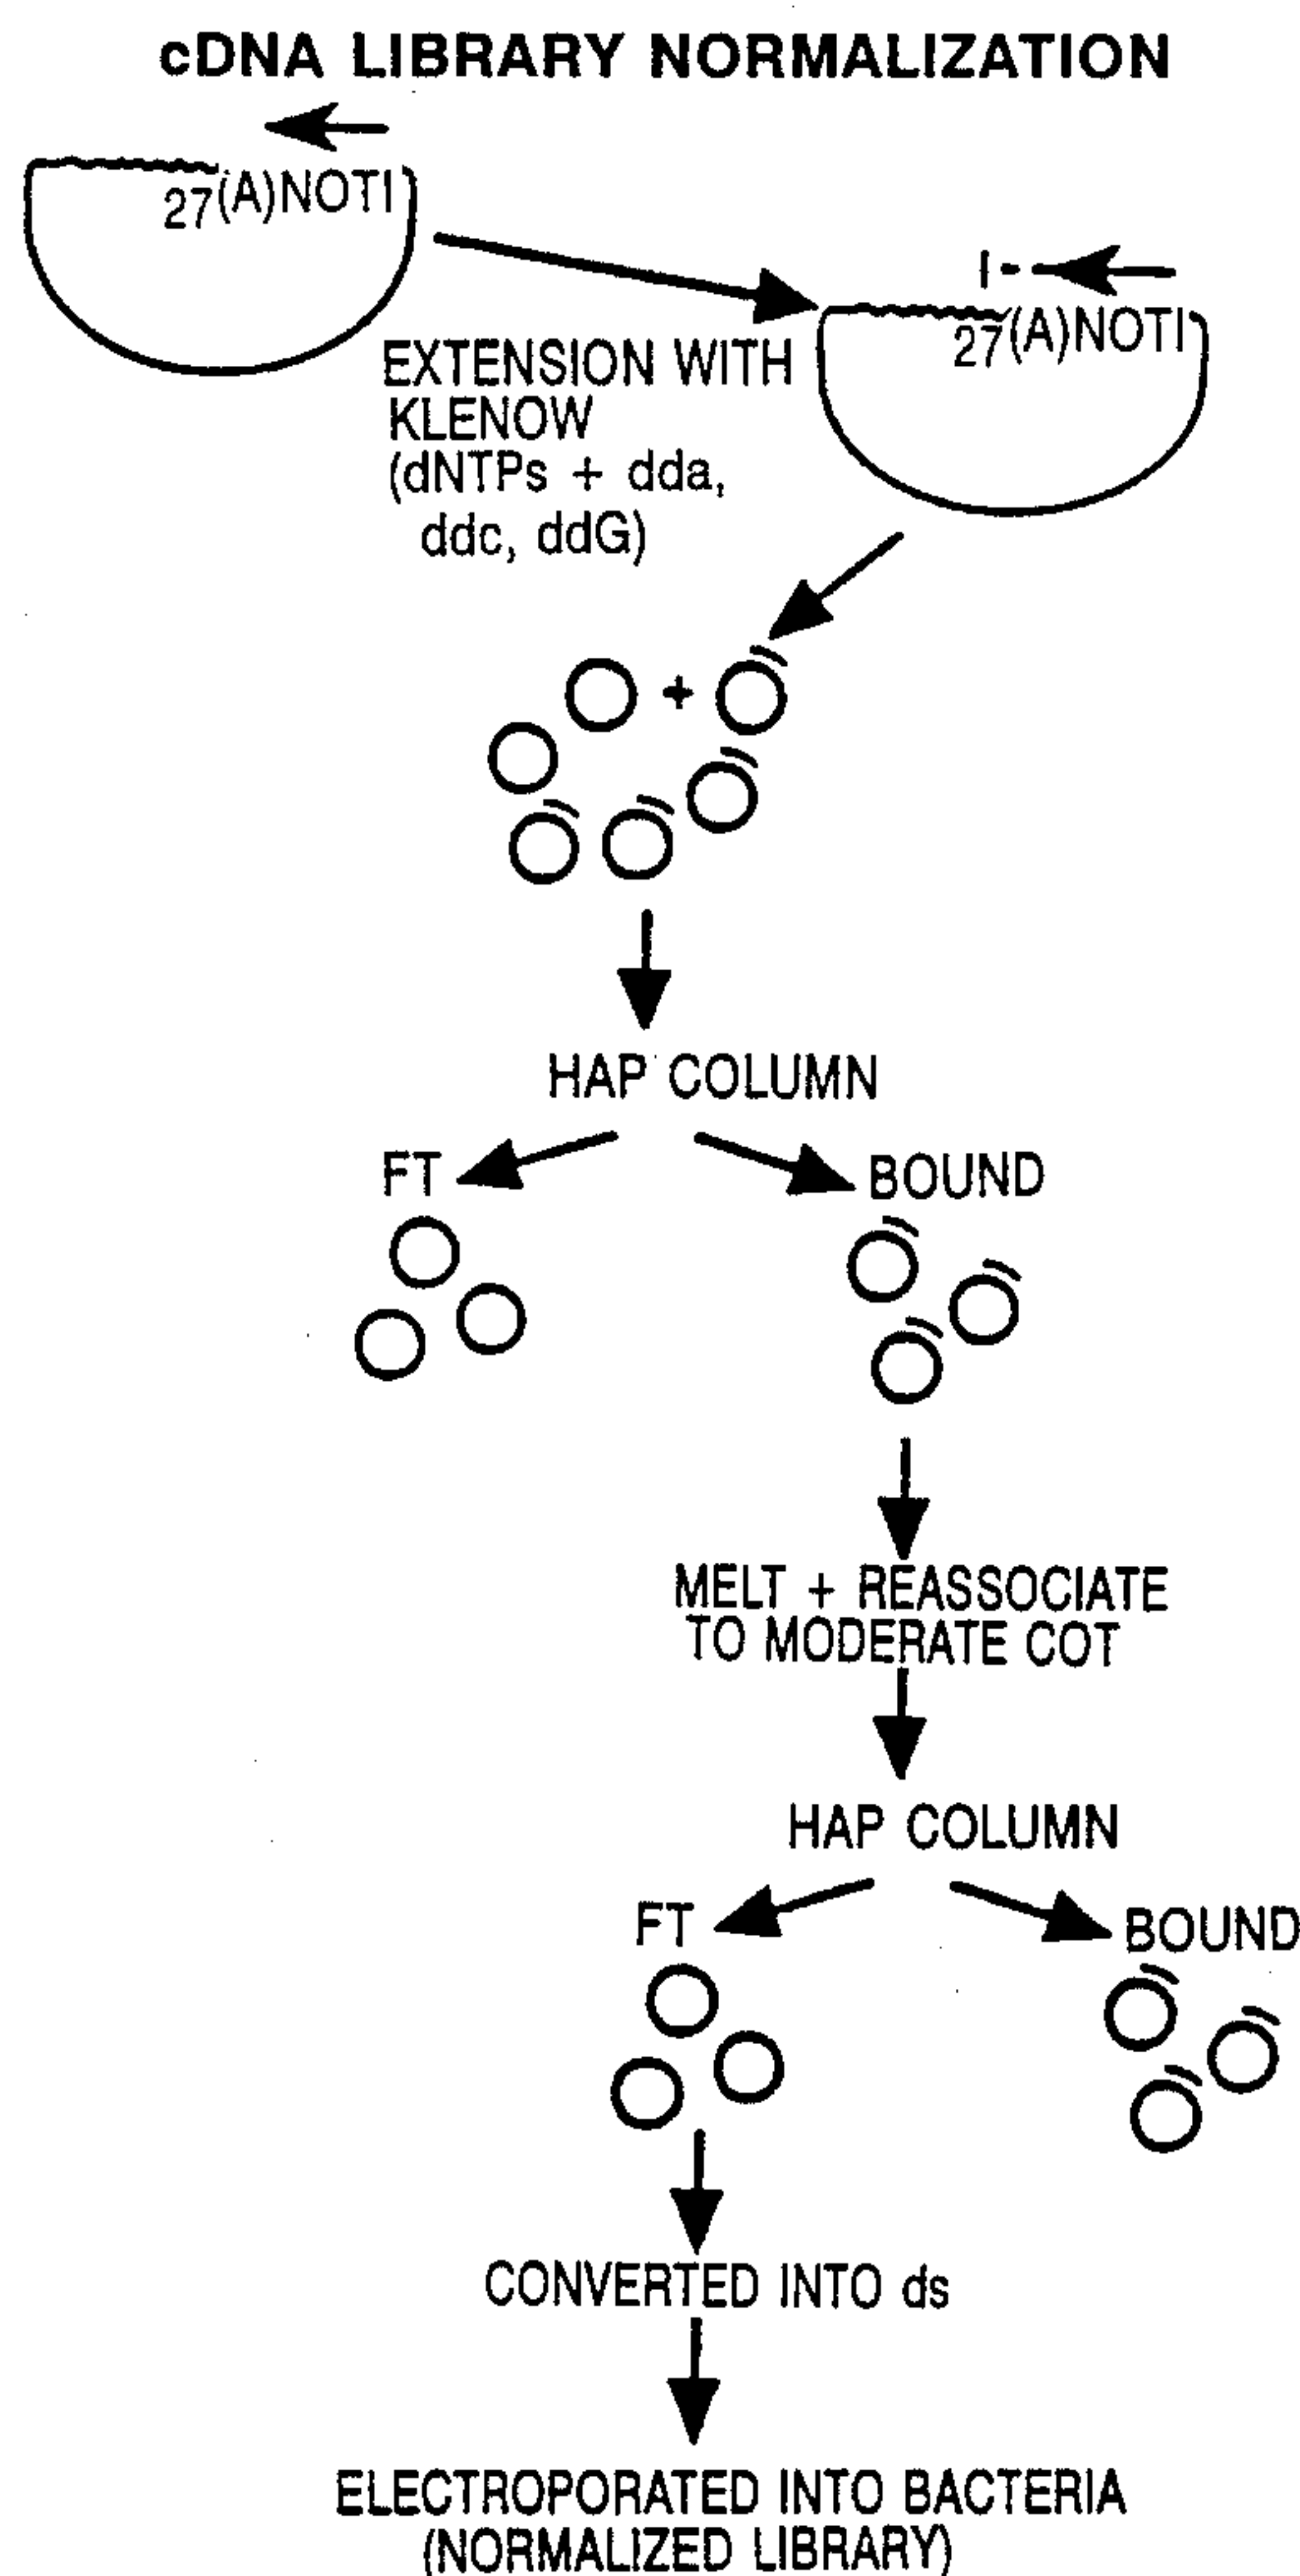 cDNA LIBRARY NORMALIZATION
27(A)NOTI
27(A)NOTI
EXTENSION WITH
KLENOW
(dNTPs + dda,
ddc, ddG)
+
HAP COLUMN
FT
BOUND
MELT + REASSOCIATE
TO MODERATE COT
HAP COLUMN
FT
BOUND
CONVERTED INTO ds
ELECTROPORATED INTO BACTERIA
(NORMALIZED LIBRARY)